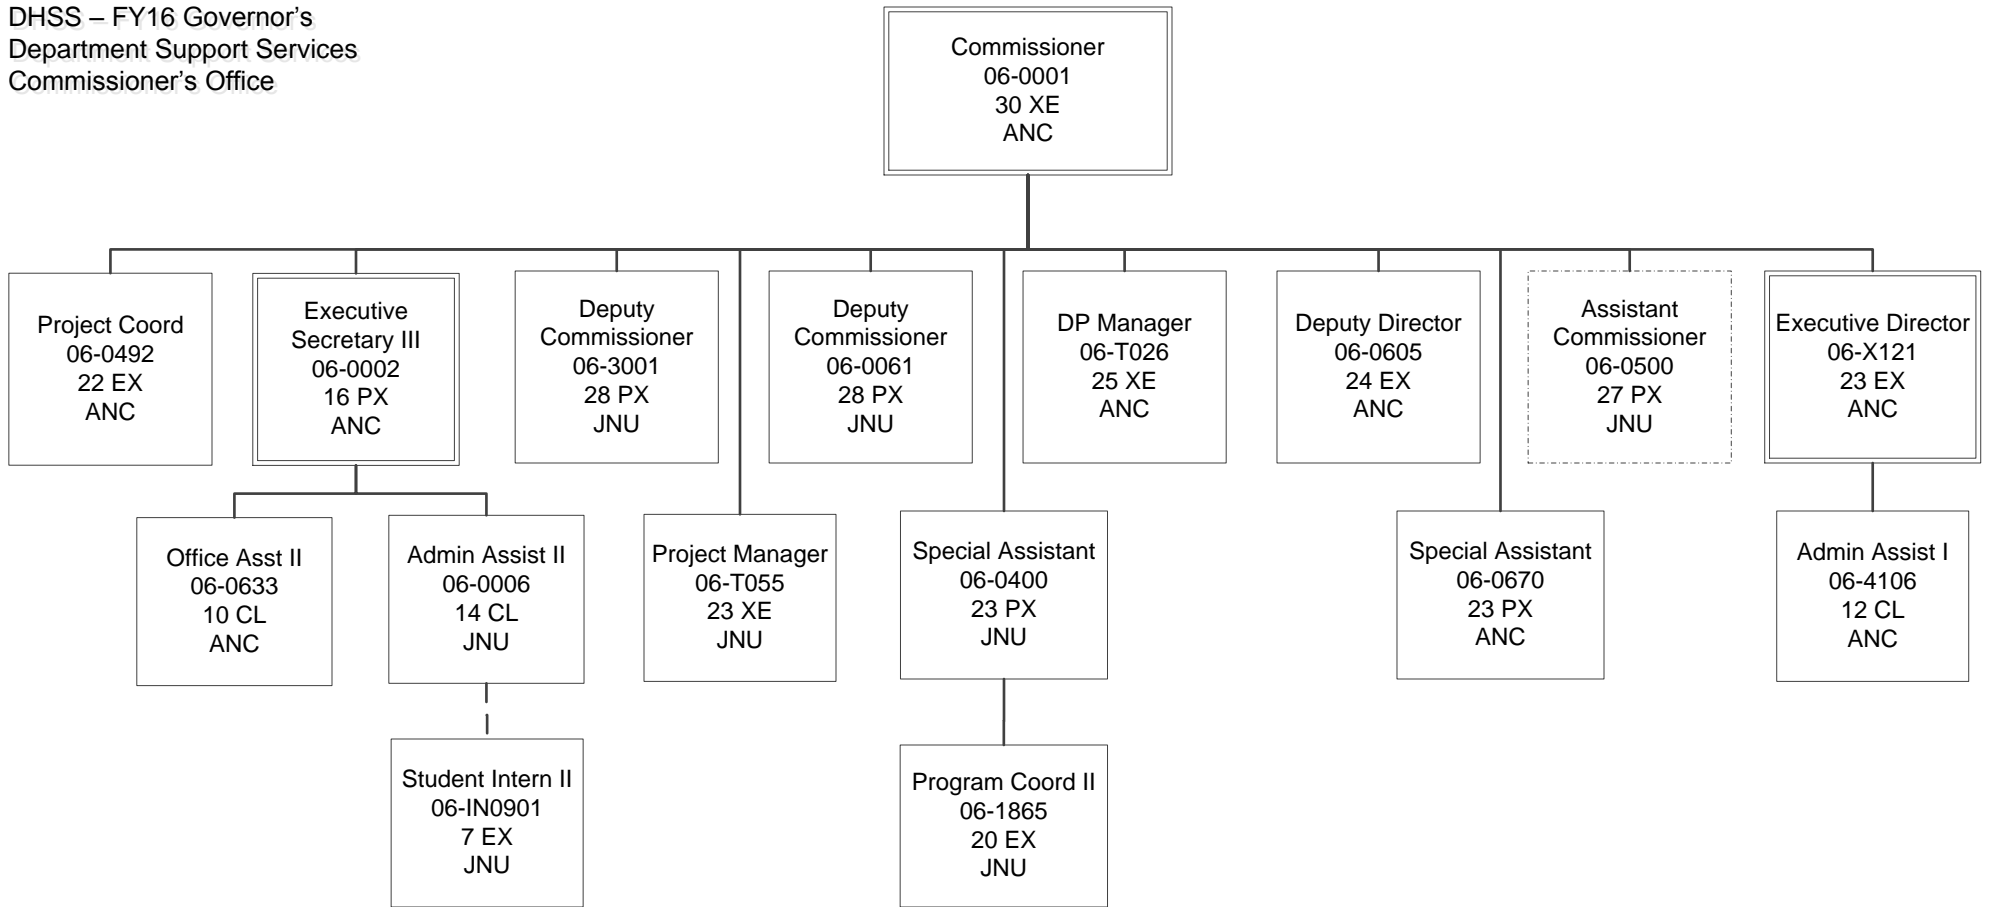 DHSS – FY16 Governor's
Department Support Services
Commissioner's Office
Commissioner
06-0001
30 XE
ANC
Project Coord
06-0492
22 EX
ANC
Executive
Secretary III
06-0002
16 PX
ANC
Deputy
Commissioner
06-3001
28 PX
JNU
Deputy
Commissioner
06-0061
28 PX
JNU
DP Manager
06-T026
25 XE
ANC
Deputy Director
06-0605
24 EX
ANC
Assistant
Commissioner
06-0500
27 PX
JNU
Executive Director
06-X121
23 EX
ANC
Office Asst II
06-0633
10 CL
ANC
Admin Assist II
06-0006
14 CL
JNU
Project Manager
06-T055
23 XE
JNU
Special Assistant
06-0400
23 PX
JNU
Special Assistant
06-0670
23 PX
ANC
Admin Assist I
06-4106
12 CL
ANC
Student Intern II
06-IN0901
7 EX
JNU
Program Coord II
06-1865
20 EX
JNU